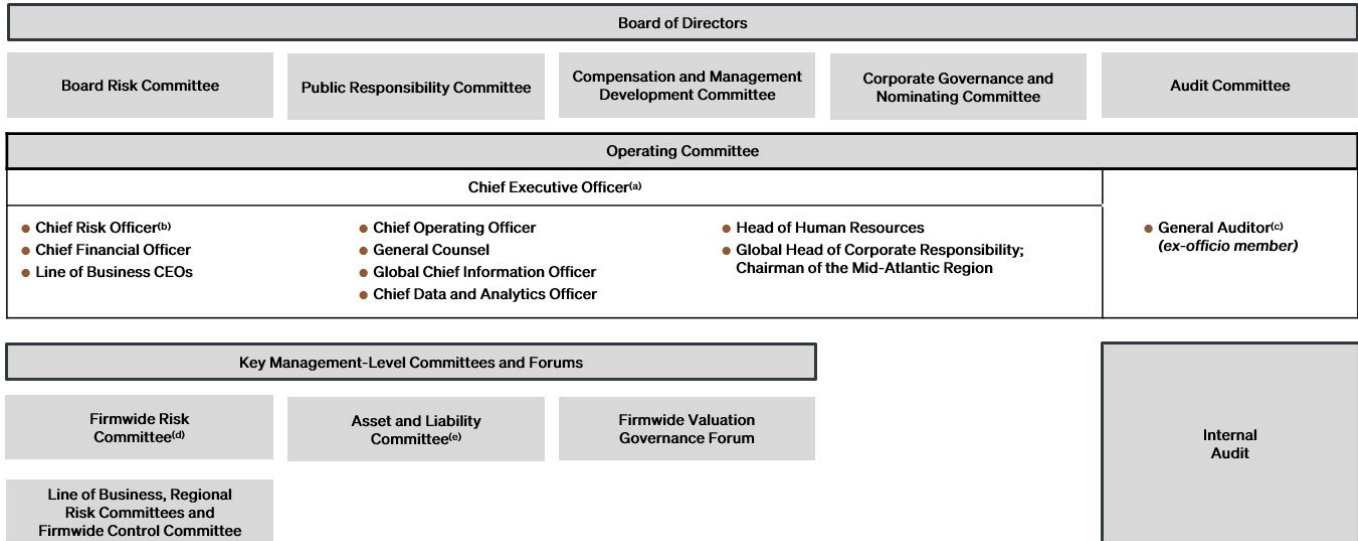 Board of Directors
Board Risk Committee
Public Responsibility Committee
Compensation and Management
Development Committee
Corporate Governance and
Nominating Committee
Audit Committee
Operating Committee
Chief Executive Officer(a)
● Chief Risk Officer(b)
● Chief Financial Officer
● Line of Business CEOs
● Chief Operating Officer
● General Counsel
● Global Chief Information Officer
● Chief Data and Analytics Officer
● Head of Human Resources
● Global Head of Corporate Responsibility;
Chairman of the Mid-Atlantic Region
● General Auditor(c)
(ex-officio member)
Key Management-Level Committees and Forums
Firmwide Risk
Committee(d)
Asset and Liability
Committee(e)
Firmwide Valuation
Governance Forum
Line of Business, Regional
Risk Committees and
Firmwide Control Committee
Internal
Audit